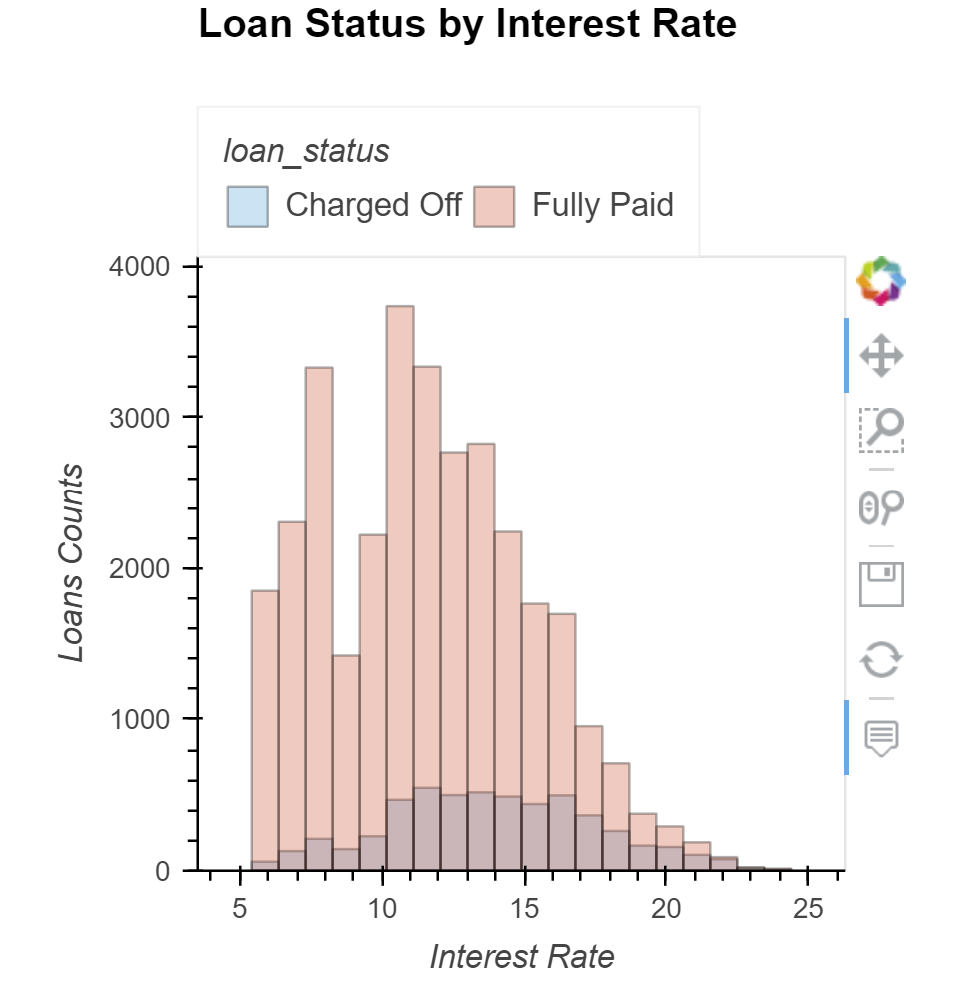 Loan Status by Interest Rate
loan_status
Charged Off Fully Paid
4000
3000
2000
1000
0
Loans Counts
5 10 15 20 25
Interest Rate